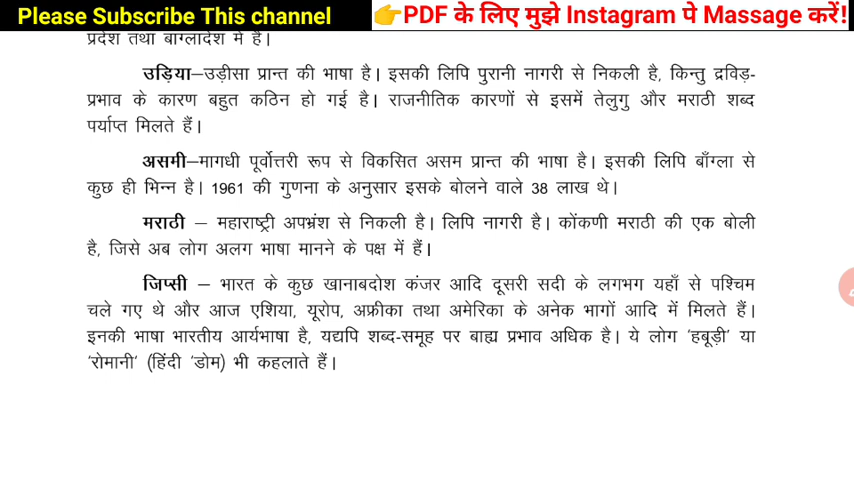 Please Subscribe This channel
👉PDF के लिए मुझे Instagram पे Massage करें!
प्रदेश तथा बाग्लादेश में है।
उड़िया–उड़ीसा प्रान्त की भाषा है। इसकी लिपि पुरानी नागरी से निकली है, किन्तु द्रविड़-
प्रभाव के कारण बहुत कठिन हो गई है। राजनीतिक कारणों से इसमें तेलुगु और मराठी शब्द
पर्याप्त मिलते हैं।
असमी–मागधी पूर्वोत्तरी रूप से विकसित असम प्रान्त की भाषा है। इसकी लिपि बाँग्ला से
कुछ ही भिन्न है। 1961 की गुणना के अनुसार इसके बोलने वाले 38 लाख थे।
मराठी – महाराष्ट्री अपभ्रंश से निकली है। लिपि नागरी है। कोंकणी मराठी की एक बोली
है, जिसे अब लोग अलग भाषा मानने के पक्ष में हैं।
जिप्सी – भारत के कुछ खानाबदोश कंजर आदि दूसरी सदी के लगभग यहाँ से पश्चिम
चले गए थे और आज एशिया, यूरोप, अफ्रीका तथा अमेरिका के अनेक भागों आदि में मिलते हैं।
इनकी भाषा भारतीय आर्यभाषा है, यद्यपि शब्द-समूह पर बाह्य प्रभाव अधिक है। ये लोग 'हबूड़ी' या
'रोमानी' (हिंदी 'डोम) भी कहलाते हैं।